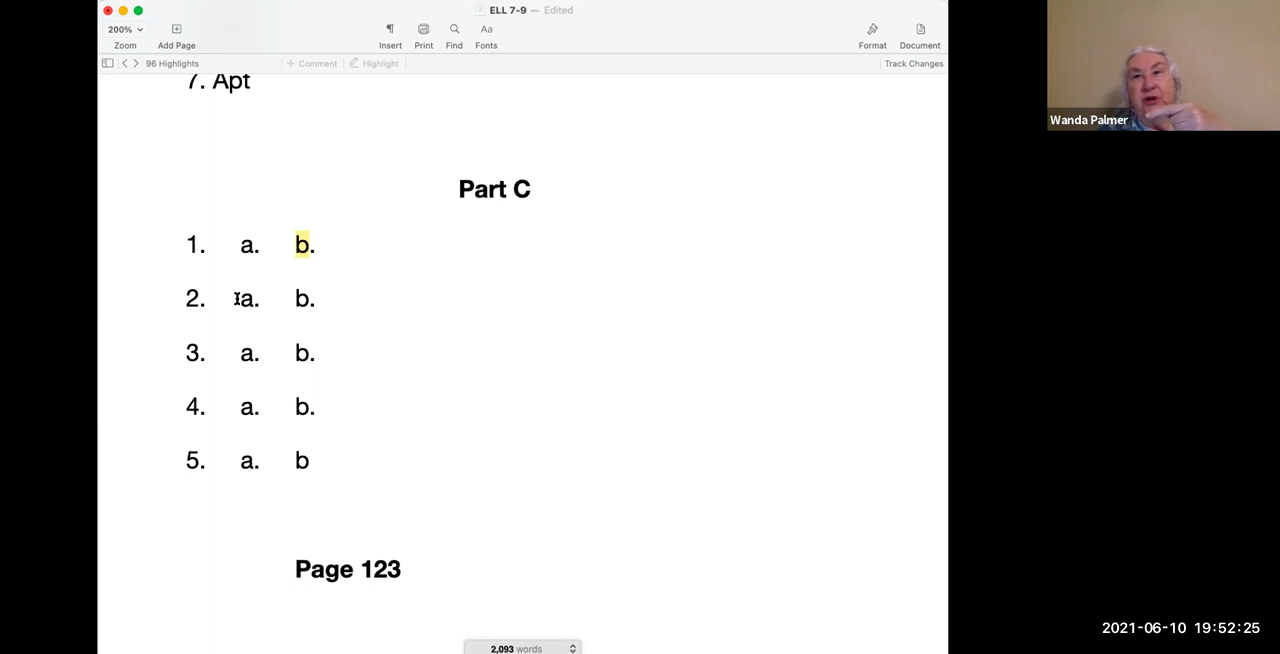 ELL 7-9 — Edited
200%
Zoom
Add Page
Insert
Print
Find
Fonts
Format
Document
96 Highlights
+ Comment
Highlight
Track Changes
7. Apt
Wanda Palmer
Part C
1. a. b.
2. a. b.
3. a. b.
4. a. b.
5. a. b
Page 123
2,093 words
2021-06-10 19:52:25